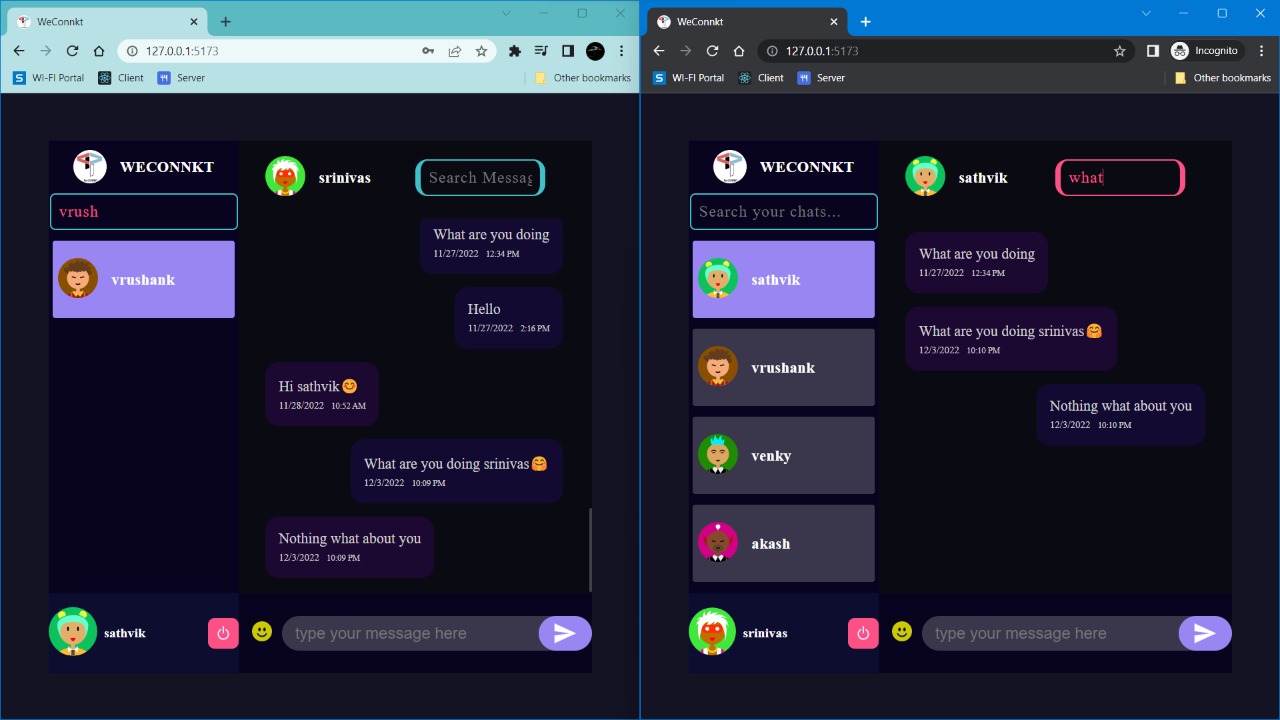 WeConnkt
127.0.0.1:5173
WI-FI Portal
Client
Server
Other bookmarks
WECONNKT
vrush
vrushank
sathvik
srinivas
Search Messag
What are you doing
11/27/2022 12:34 PM
Hello
11/27/2022 2:16 PM
Hi sathvik🤗
11/28/2022 10:52 AM
What are you doing srinivas🤗
12/3/2022 10:09 PM
Nothing what about you
12/3/2022 10:09 PM
type your message here
WeConnkt
127.0.0.1:5173
Incognito
WI-FI Portal
Client
Server
Other bookmarks
WECONNKT
Search your chats...
sathvik
vrushank
venky
akash
srinivas
sathvik
what
What are you doing
11/27/2022 12:34 PM
What are you doing srinivas🤗
12/3/2022 10:10 PM
Nothing what about you
12/3/2022 10:10 PM
type your message here